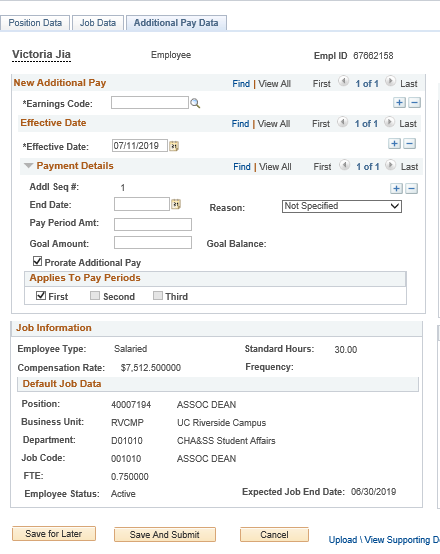 Position Data Job Data Additional Pay Data
Victoria Jia Employee Empl ID 67662158
New Additional Pay Find | View All First 1 of 1 Last
*Earnings Code:
Effective Date Find | View All First 1 of 1 Last
*Effective Date: 07/11/2019
Payment Details Find | View All First 1 of 1 Last
Addl Seq #: 1
End Date: Reason: Not Specified
Pay Period Amt:
Goal Amount: Goal Balance:
Prorate Additional Pay
Applies To Pay Periods
First Second Third
Job Information
Employee Type: Salaried Standard Hours: 30.00
Compensation Rate: $7,512.500000 Frequency:
Default Job Data
Position: 40007194 ASSOC DEAN
Business Unit: RVCMP UC Riverside Campus
Department: D01010 CHA&SS Student Affairs
Job Code: 001010 ASSOC DEAN
FTE: 0.750000
Employee Status: Active Expected Job End Date: 06/30/2019
Save for Later Save And Submit Cancel
Upload \ View Supporting D